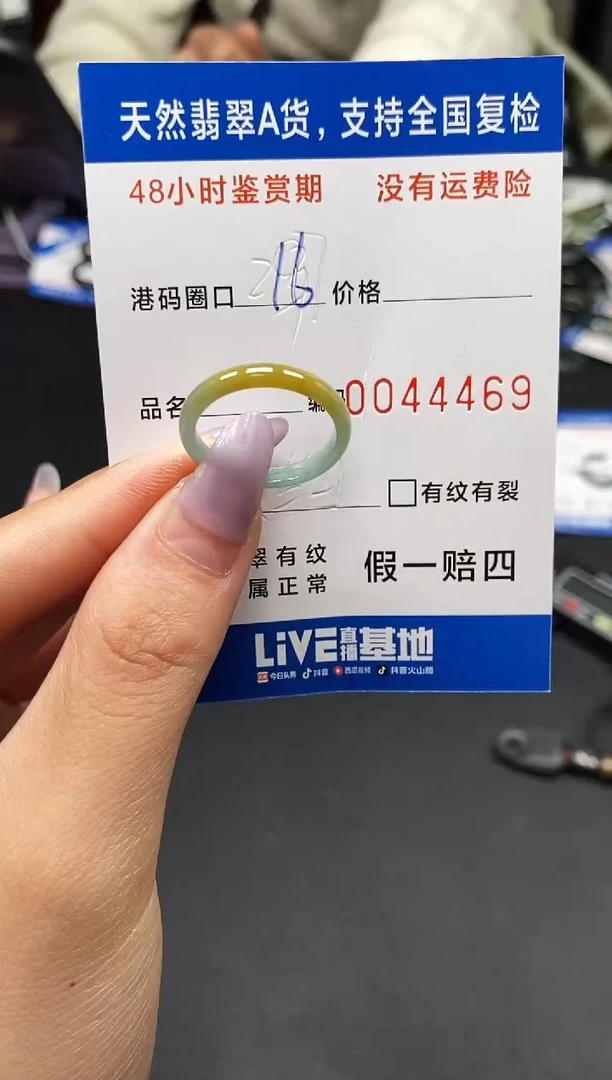 天然翡翠A货，支持全国复检
48小时鉴赏期 没有运费险
港码圈口 16 价格
品名 编 0044469
□有纹有裂
翠有纹
属正常 假一赔四
LiVE直播基地
今日头条 抖音 西瓜视频 抖音火山版